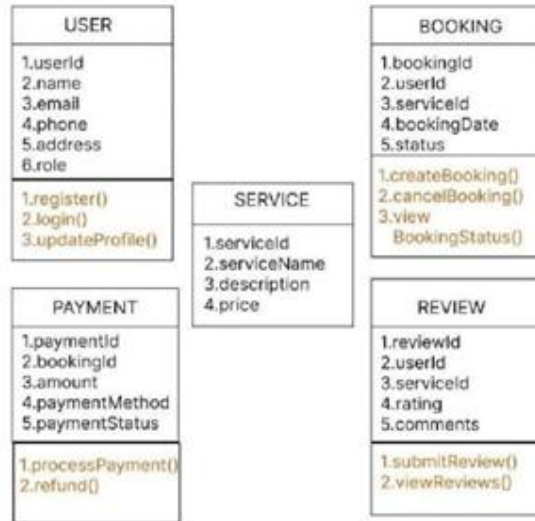 USER
1.userId
2.name
3.email
4.phone
5.address
6.role
1.register()
2.login()
3.updateProfile()
BOOKING
1.bookingId
2.userId
3.serviceId
4.bookingDate
5.status
1.createBooking()
2.cancelBooking()
3.view
BookingStatus()
SERVICE
1.serviceId
2.serviceName
3.description
4.price
PAYMENT
1.paymentId
2.bookingId
3.amount
4.paymentMethod
5.paymentStatus
1.processPayment()
2.refund()
REVIEW
1.reviewId
2.userId
3.serviceId
4.rating
5.comments
1.submitReview()
2.viewReviews()